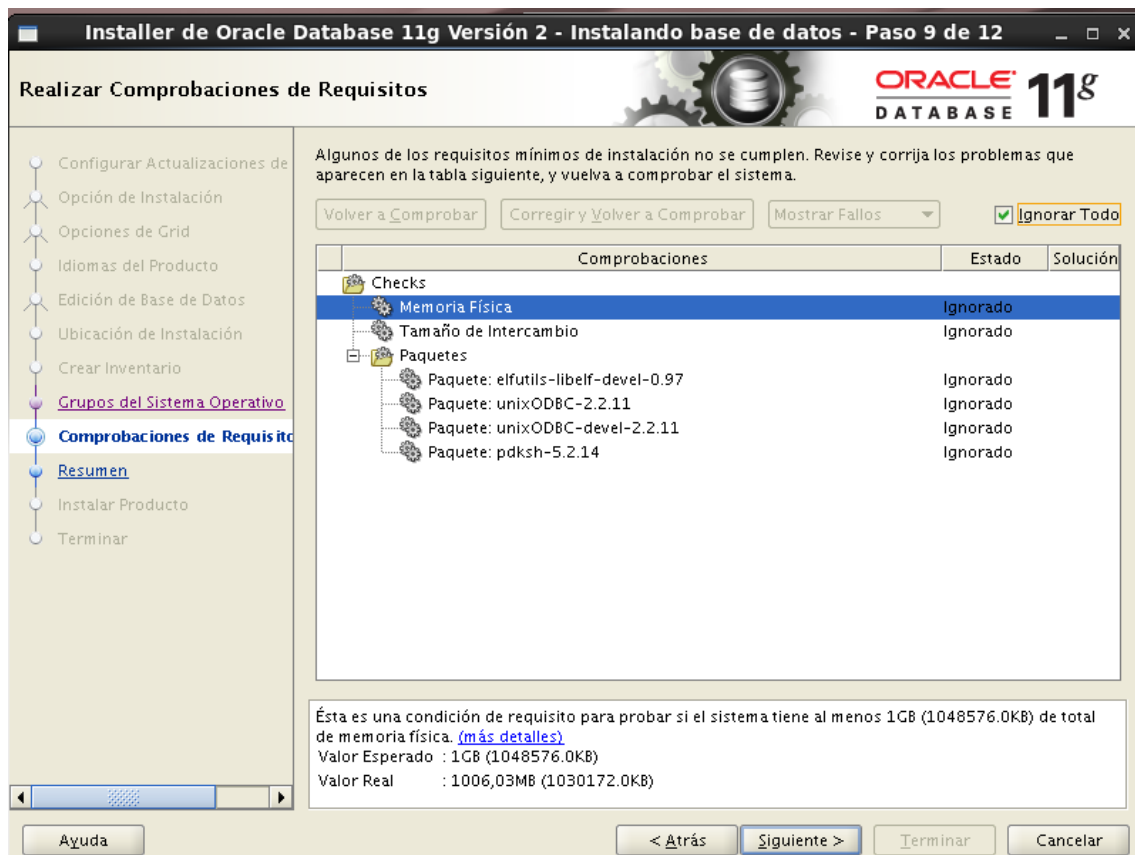 Installer de Oracle Database 11g Versión 2 - Instalando base de datos - Paso 9 de 12
Realizar Comprobaciones de Requisitos
ORACLE DATABASE 11g
Configurar Actualizaciones de
Opción de Instalación
Opciones de Grid
Idiomas del Producto
Edición de Base de Datos
Ubicación de Instalación
Crear Inventario
Grupos del Sistema Operativo
Comprobaciones de Requisito
Resumen
Instalar Producto
Terminar
Algunos de los requisitos mínimos de instalación no se cumplen. Revise y corrija los problemas que
aparecen en la tabla siguiente, y vuelva a comprobar el sistema.
Volver a Comprobar Corregir y Volver a Comprobar Mostrar Fallos Ignorar Todo
Comprobaciones Estado Solución
Checks
Memoria Física Ignorado
Tamaño de Intercambio Ignorado
Paquetes
Paquete: elfutils-libelf-devel-0.97 Ignorado
Paquete: unixODBC-2.2.11 Ignorado
Paquete: unixODBC-devel-2.2.11 Ignorado
Paquete: pdksh-5.2.14 Ignorado
Ésta es una condición de requisito para probar si el sistema tiene al menos 1GB (1048576.0KB) de total
de memoria física. (más detalles)
Valor Esperado : 1GB (1048576.0KB)
Valor Real : 1006,03MB (1030172.0KB)
Ayuda < Atrás Siguiente > Terminar Cancelar